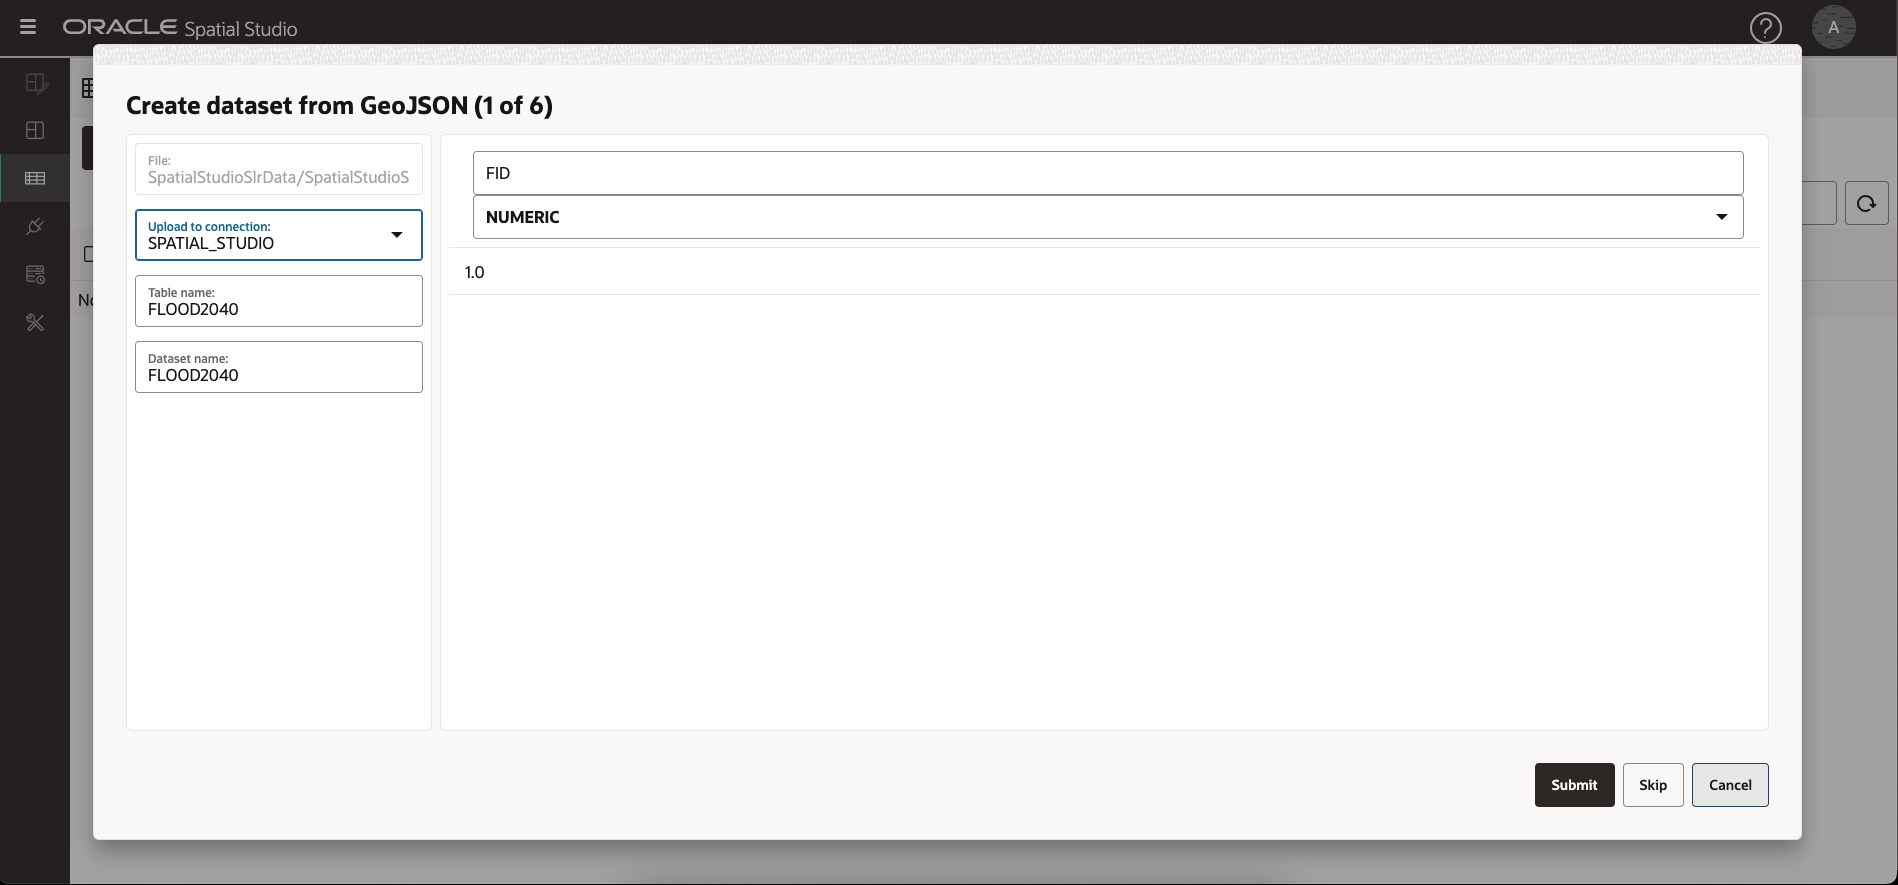 ORACLE Spatial Studio
?
A
Create dataset from GeoJSON (1 of 6)
File:
SpatialStudioSlrData/SpatialStudioS
Upload to connection:
SPATIAL_STUDIO
Table name:
FLOOD2040
Dataset name:
FLOOD2040
FID
NUMERIC
1.0
Submit
Skip
Cancel